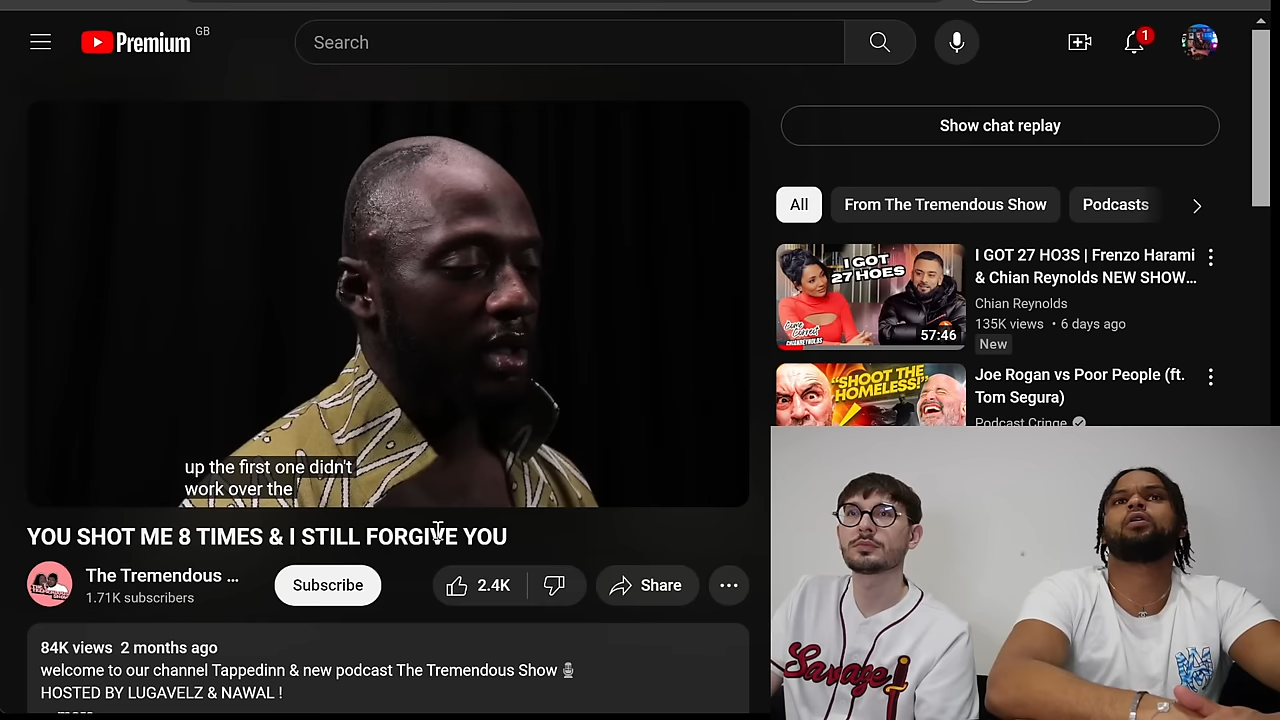 Premium GB
Search
1
Show chat replay
All
From The Tremendous Show
Podcasts
up the first one didn't
work over the
I GOT
27 HOES
CHIAN REYNOLDS
57:46
I GOT 27 HO3S | Frenzo Harami
& Chian Reynolds NEW SHOW...
Chian Reynolds
135K views • 6 days ago
New
"SHOOT THE
HOMELESS!"
Joe Rogan vs Poor People (ft.
Tom Segura)
Podcast Cringe
YOU SHOT ME 8 TIMES & I STILL FORGIVE YOU
The Tremendous ...
1.71K subscribers
Subscribe
2.4K
Share
84K views 2 months ago
welcome to our channel Tappedinn & new podcast The Tremendous Show
HOSTED BY LUGAVELZ & NAWAL !
Savage